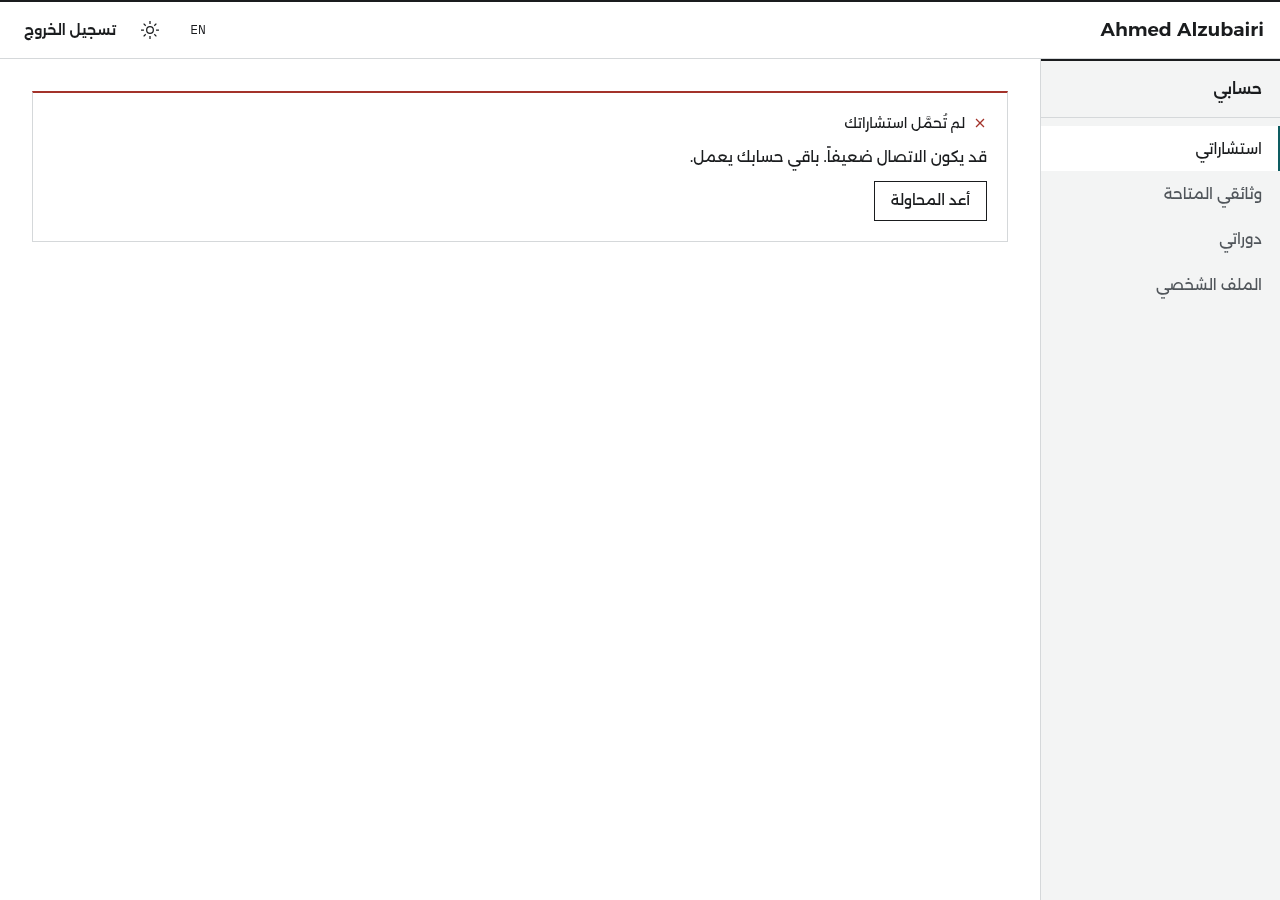 Ahmed Alzubairi
EN
تسجيل الخروج
حسابي
استشاراتي
وثائقي المتاحة
دوراتي
الملف الشخصي
× لم تُحمَّل استشاراتك
قد يكون الاتصال ضعيفاً. باقي حسابك يعمل.
أعد المحاولة